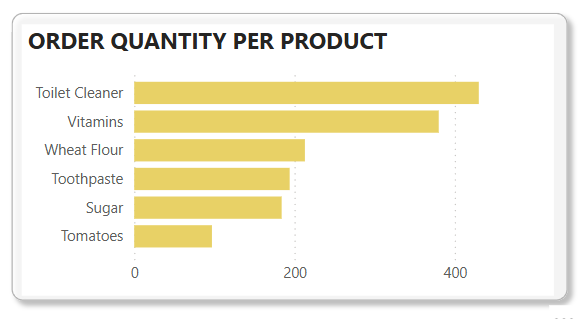 ORDER QUANTITY PER PRODUCT
Toilet Cleaner
Vitamins
Wheat Flour
Toothpaste
Sugar
Tomatoes
0 200 400